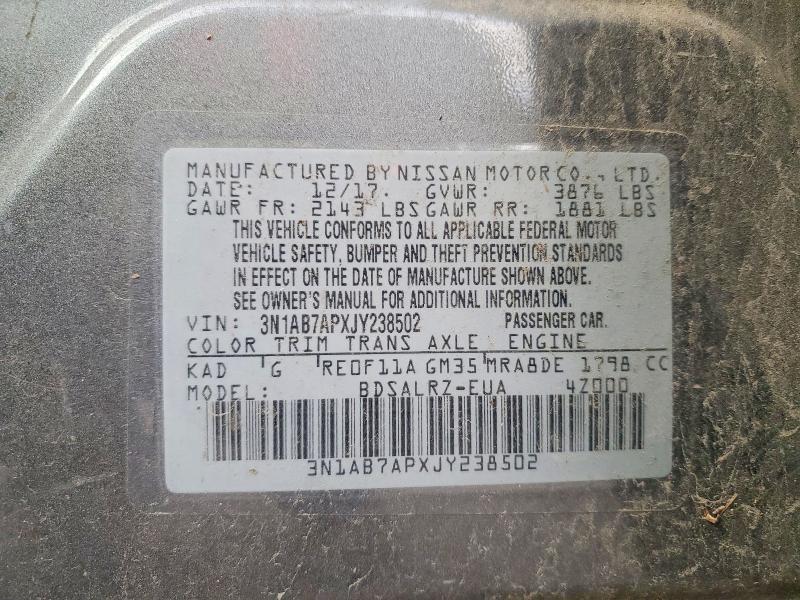 MANUFACTURED BY NISSAN MOTOR CO., LTD.
DATE: 12/17. GVWR: 3876 LBS
GAWR FR: 2143 LBS GAWR RR: 1881 LBS
THIS VEHICLE CONFORMS TO ALL APPLICABLE FEDERAL MOTOR
VEHICLE SAFETY, BUMPER AND THEFT PREVENTION STANDARDS
IN EFFECT ON THE DATE OF MANUFACTURE SHOWN ABOVE.
SEE OWNER'S MANUAL FOR ADDITIONAL INFORMATION.
VIN: 3N1AB7APXJY238502 PASSENGER CAR.
COLOR TRIM TRANS AXLE ENGINE
KAD G RE0F11A GM35 MRA8DE 1798 CC
MODEL: BDSALRZ-EUA 4Z000
3N1AB7APXJY238502